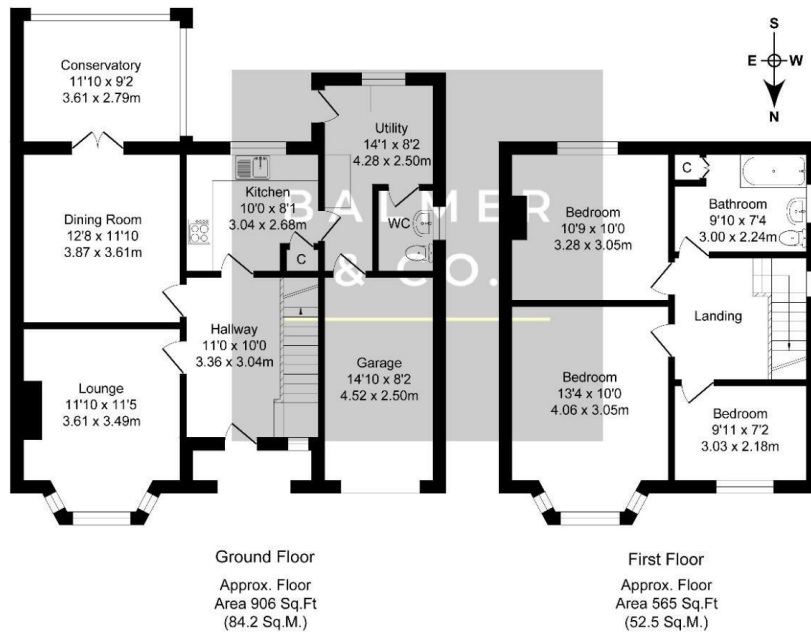 Conservatory
11'10 x 9'2
3.61 x 2.79m
S
E W
N
Utility
14'1 x 8'2
4.28 x 2.50m
Kitchen
10'0 x 8'1
3.04 x 2.68m
WC
C
Dining Room
12'8 x 11'10
3.87 x 3.61m
BALMER
& CO.
Hallway
11'0 x 10'0
3.36 x 3.04m
Lounge
11'10 x 11'5
3.61 x 3.49m
Garage
14'10 x 8'2
4.52 x 2.50m
Ground Floor
Approx. Floor
Area 906 Sq.Ft
(84.2 Sq.M.)
C
Bathroom
9'10 x 7'4
3.00 x 2.24m
Bedroom
10'9 x 10'0
3.28 x 3.05m
Landing
Bedroom
13'4 x 10'0
4.06 x 3.05m
Bedroom
9'11 x 7'2
3.03 x 2.18m
First Floor
Approx. Floor
Area 565 Sq.Ft
(52.5 Sq.M.)